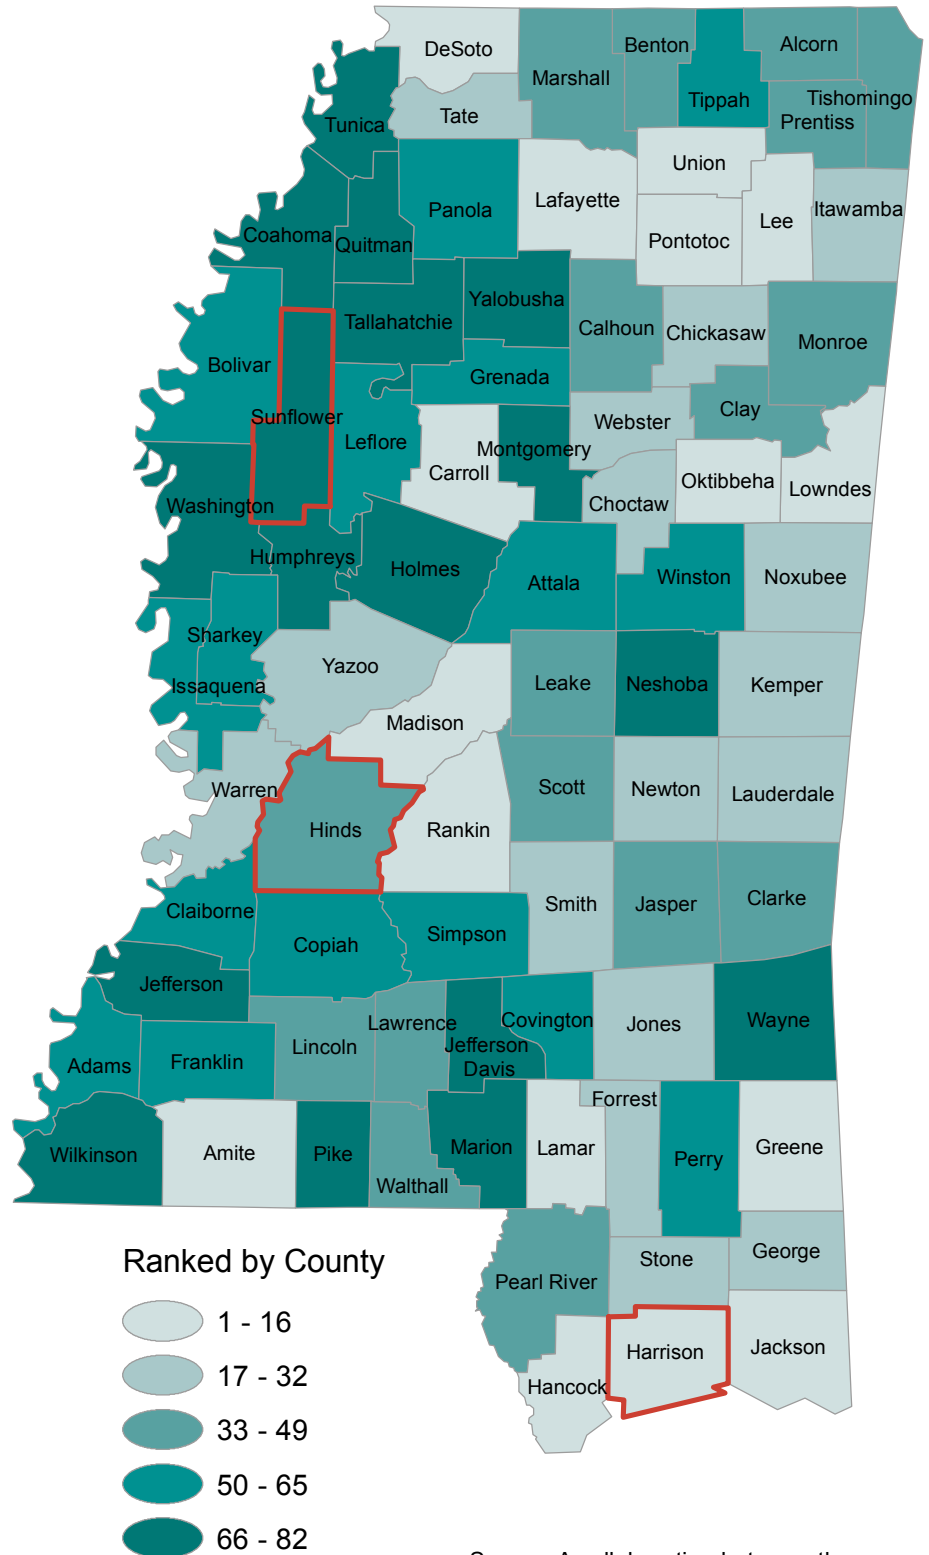 DeSoto
Benton
Alcorn
Marshall
Tippah
Tishomingo
Tate
Prentiss
Tunica
Union
Lafayette
Panola
Itawamba
Lee
Coahoma
Quitman
Pontotoc
Yalobusha
Tallahatchie
Calhoun
Chickasaw
Monroe
Bolivar
Grenada
Sunflower
Clay
Webster
Leflore
Montgomery
Carroll
Oktibbeha
Lowndes
Washington
Choctaw
Humphreys
Holmes
Attala
Winston
Noxubee
Sharkey
Yazoo
Issaquena
Leake
Neshoba
Kemper
Madison
Warren
Scott
Newton
Lauderdale
Hinds
Rankin
Claiborne
Smith
Jasper
Clarke
Copiah
Simpson
Jefferson
Lawrence
Covington
Jones
Wayne
Lincoln
Jefferson
Davis
Adams
Franklin
Forrest
Wilkinson
Amite
Pike
Marion
Lamar
Perry
Greene
Walthall
Stone
George
Ranked by County
Pearl River
1 - 16
Harrison
Jackson
17 - 32
Hancock
33 - 49
50 - 65
66 - 82